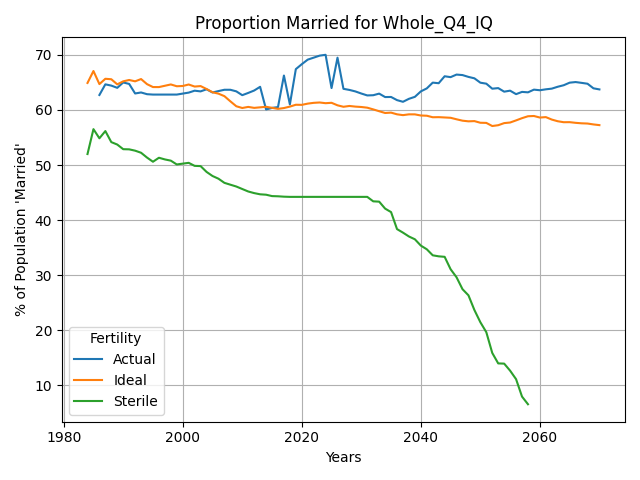 Proportion Married for Whole_Q4_IQ
% of Population 'Married'
70
60
50
40
30
20
10
Fertility
Actual
Ideal
Sterile
1980
2000
2020
2040
2060
Years